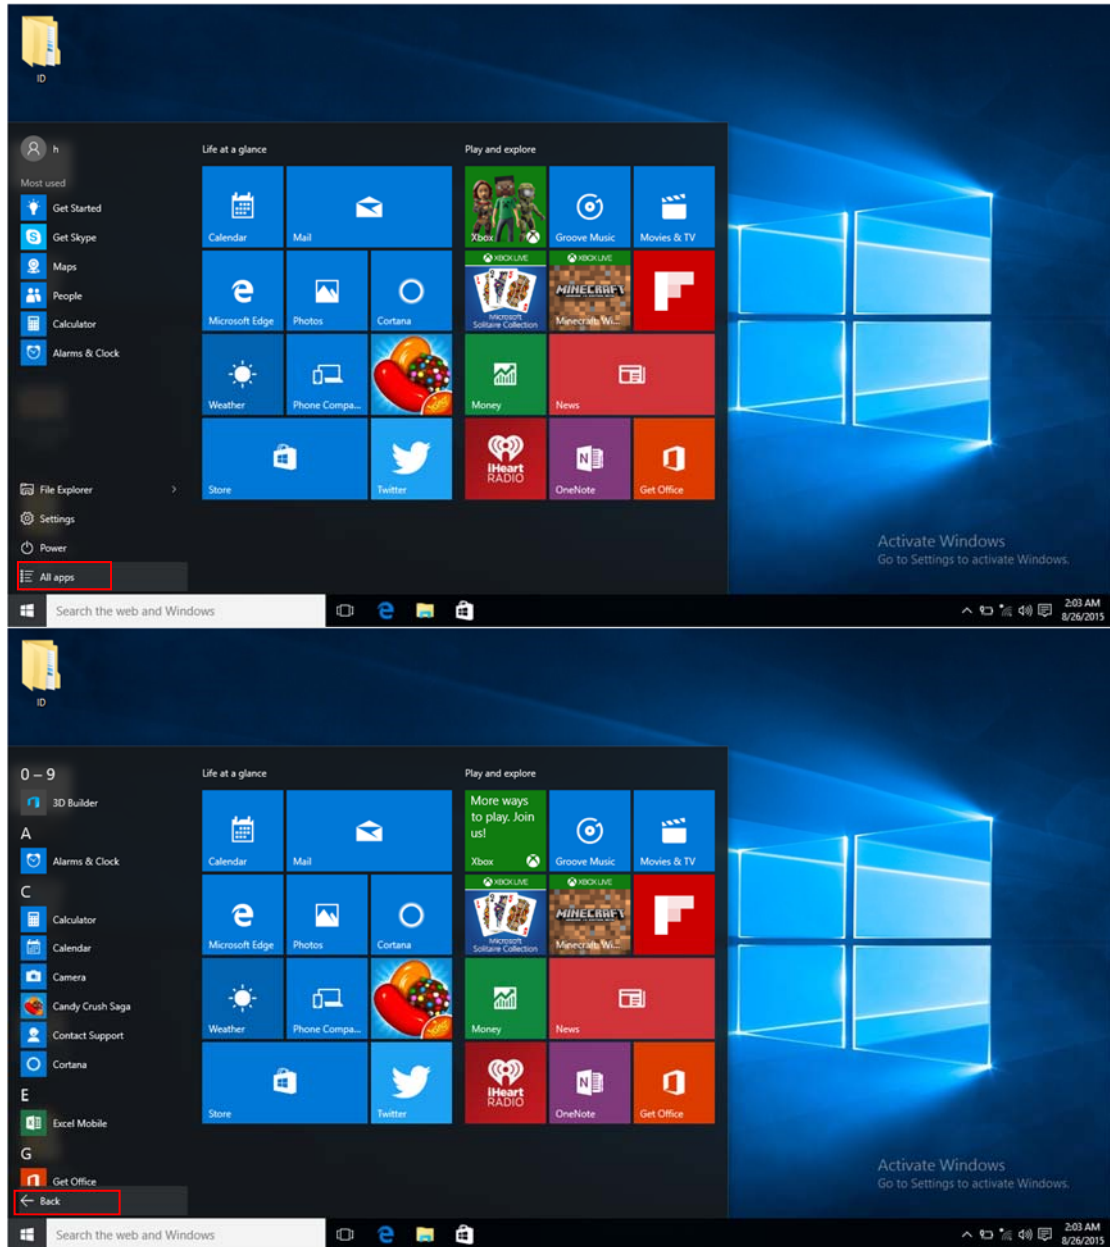 ID
h
Most used
Get Started
Get Skype
Maps
People
Calculator
Alarms & Clock
File Explorer
Settings
Power
All apps
Life at a glance
Calendar
Mail
Microsoft Edge
Photos
Cortana
Weather
Phone Compa...
Store
Twitter
Play and explore
Xbox
Groove Music
Movies & TV
XBOX LIVE
Microsoft
Solitaire Collection
XBOX LIVE
MINECRAFT
Minecraft: Wi...
Money
News
iHeart
RADIO
OneNote
Get Office
Activate Windows
Go to Settings to activate Windows.
Search the web and Windows
2:03 AM
8/26/2015
ID
0 – 9
3D Builder
A
Alarms & Clock
C
Calculator
Calendar
Camera
Candy Crush Saga
Contact Support
Cortana
E
Excel Mobile
G
Get Office
Back
Life at a glance
Calendar
Mail
Microsoft Edge
Photos
Cortana
Weather
Phone Compa...
Store
Twitter
Play and explore
More ways
to play. Join
us!
Xbox
Groove Music
Movies & TV
XBOX LIVE
Microsoft
Solitaire Collection
XBOX LIVE
MINECRAFT
Minecraft: Wi...
Money
News
iHeart
RADIO
OneNote
Get Office
Activate Windows
Go to Settings to activate Windows.
Search the web and Windows
2:03 AM
8/26/2015